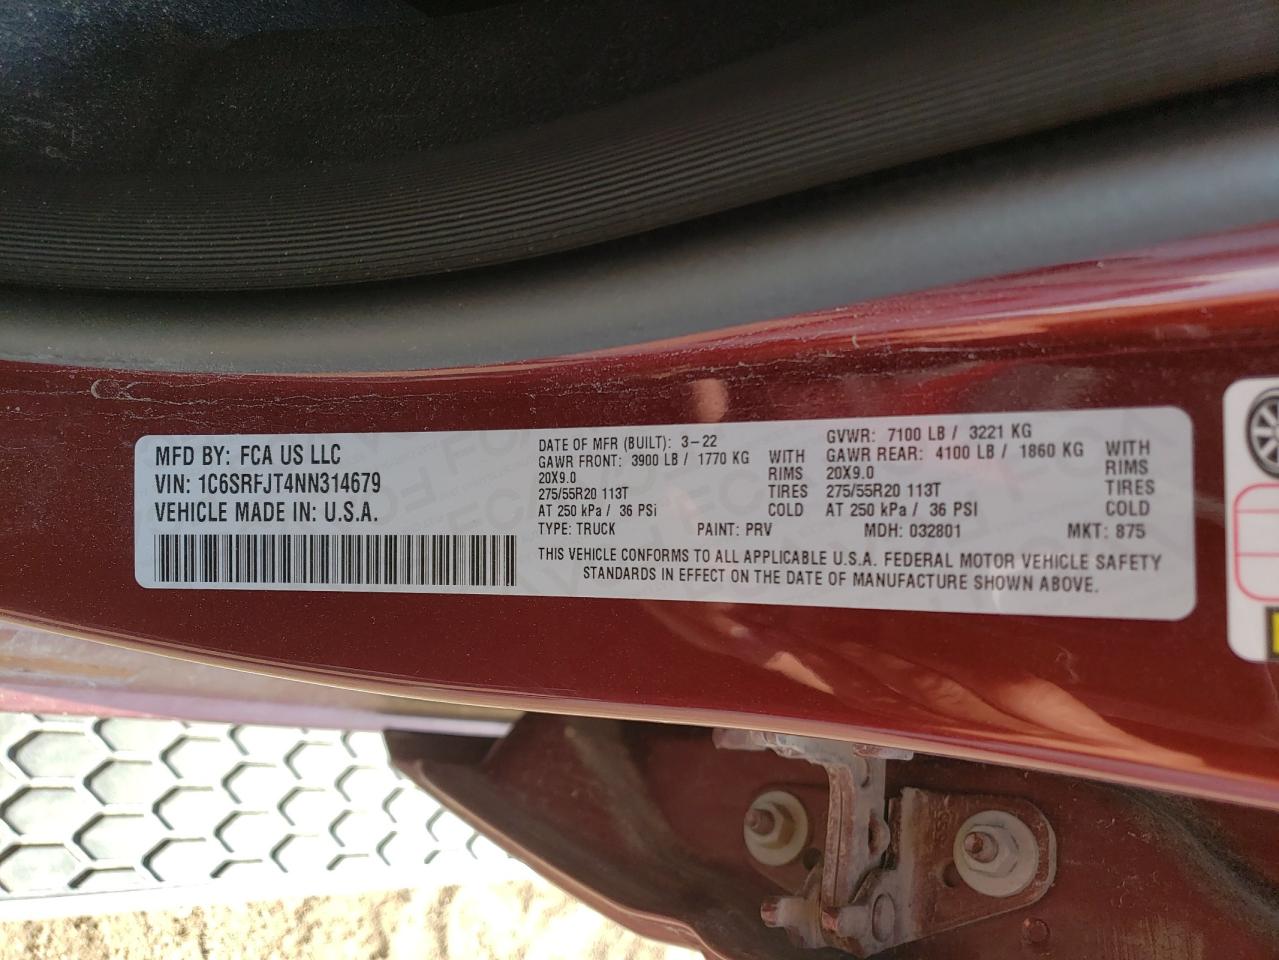 MFD BY: FCA US LLC
VIN: 1C6SRFJT4NN314679
VEHICLE MADE IN: U.S.A.
DATE OF MFR (BUILT): 3-22
GAWR FRONT: 3900 LB / 1770 KG WITH
20X9.0 RIMS
275/55R20 113T TIRES
AT 250 kPa / 36 PSi COLD
GVWR: 7100 LB / 3221 KG
GAWR REAR: 4100 LB / 1860 KG WITH
20X9.0 RIMS
275/55R20 113T TIRES
AT 250 kPa / 36 PSI COLD
TYPE: TRUCK PAINT: PRV MDH: 032801 MKT: 875
THIS VEHICLE CONFORMS TO ALL APPLICABLE U.S.A. FEDERAL MOTOR VEHICLE SAFETY
STANDARDS IN EFFECT ON THE DATE OF MANUFACTURE SHOWN ABOVE.